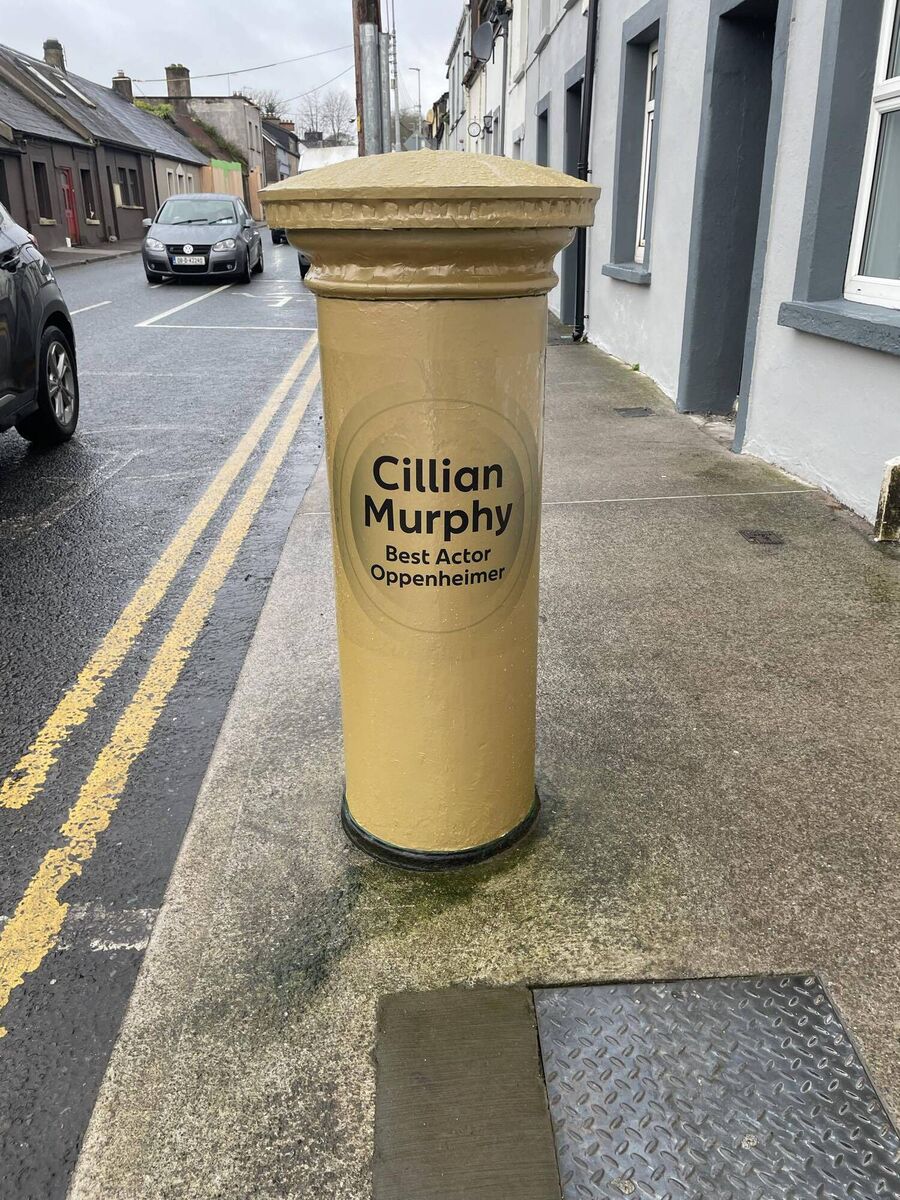 Cillian
Murphy
Best Actor
Oppenheimer